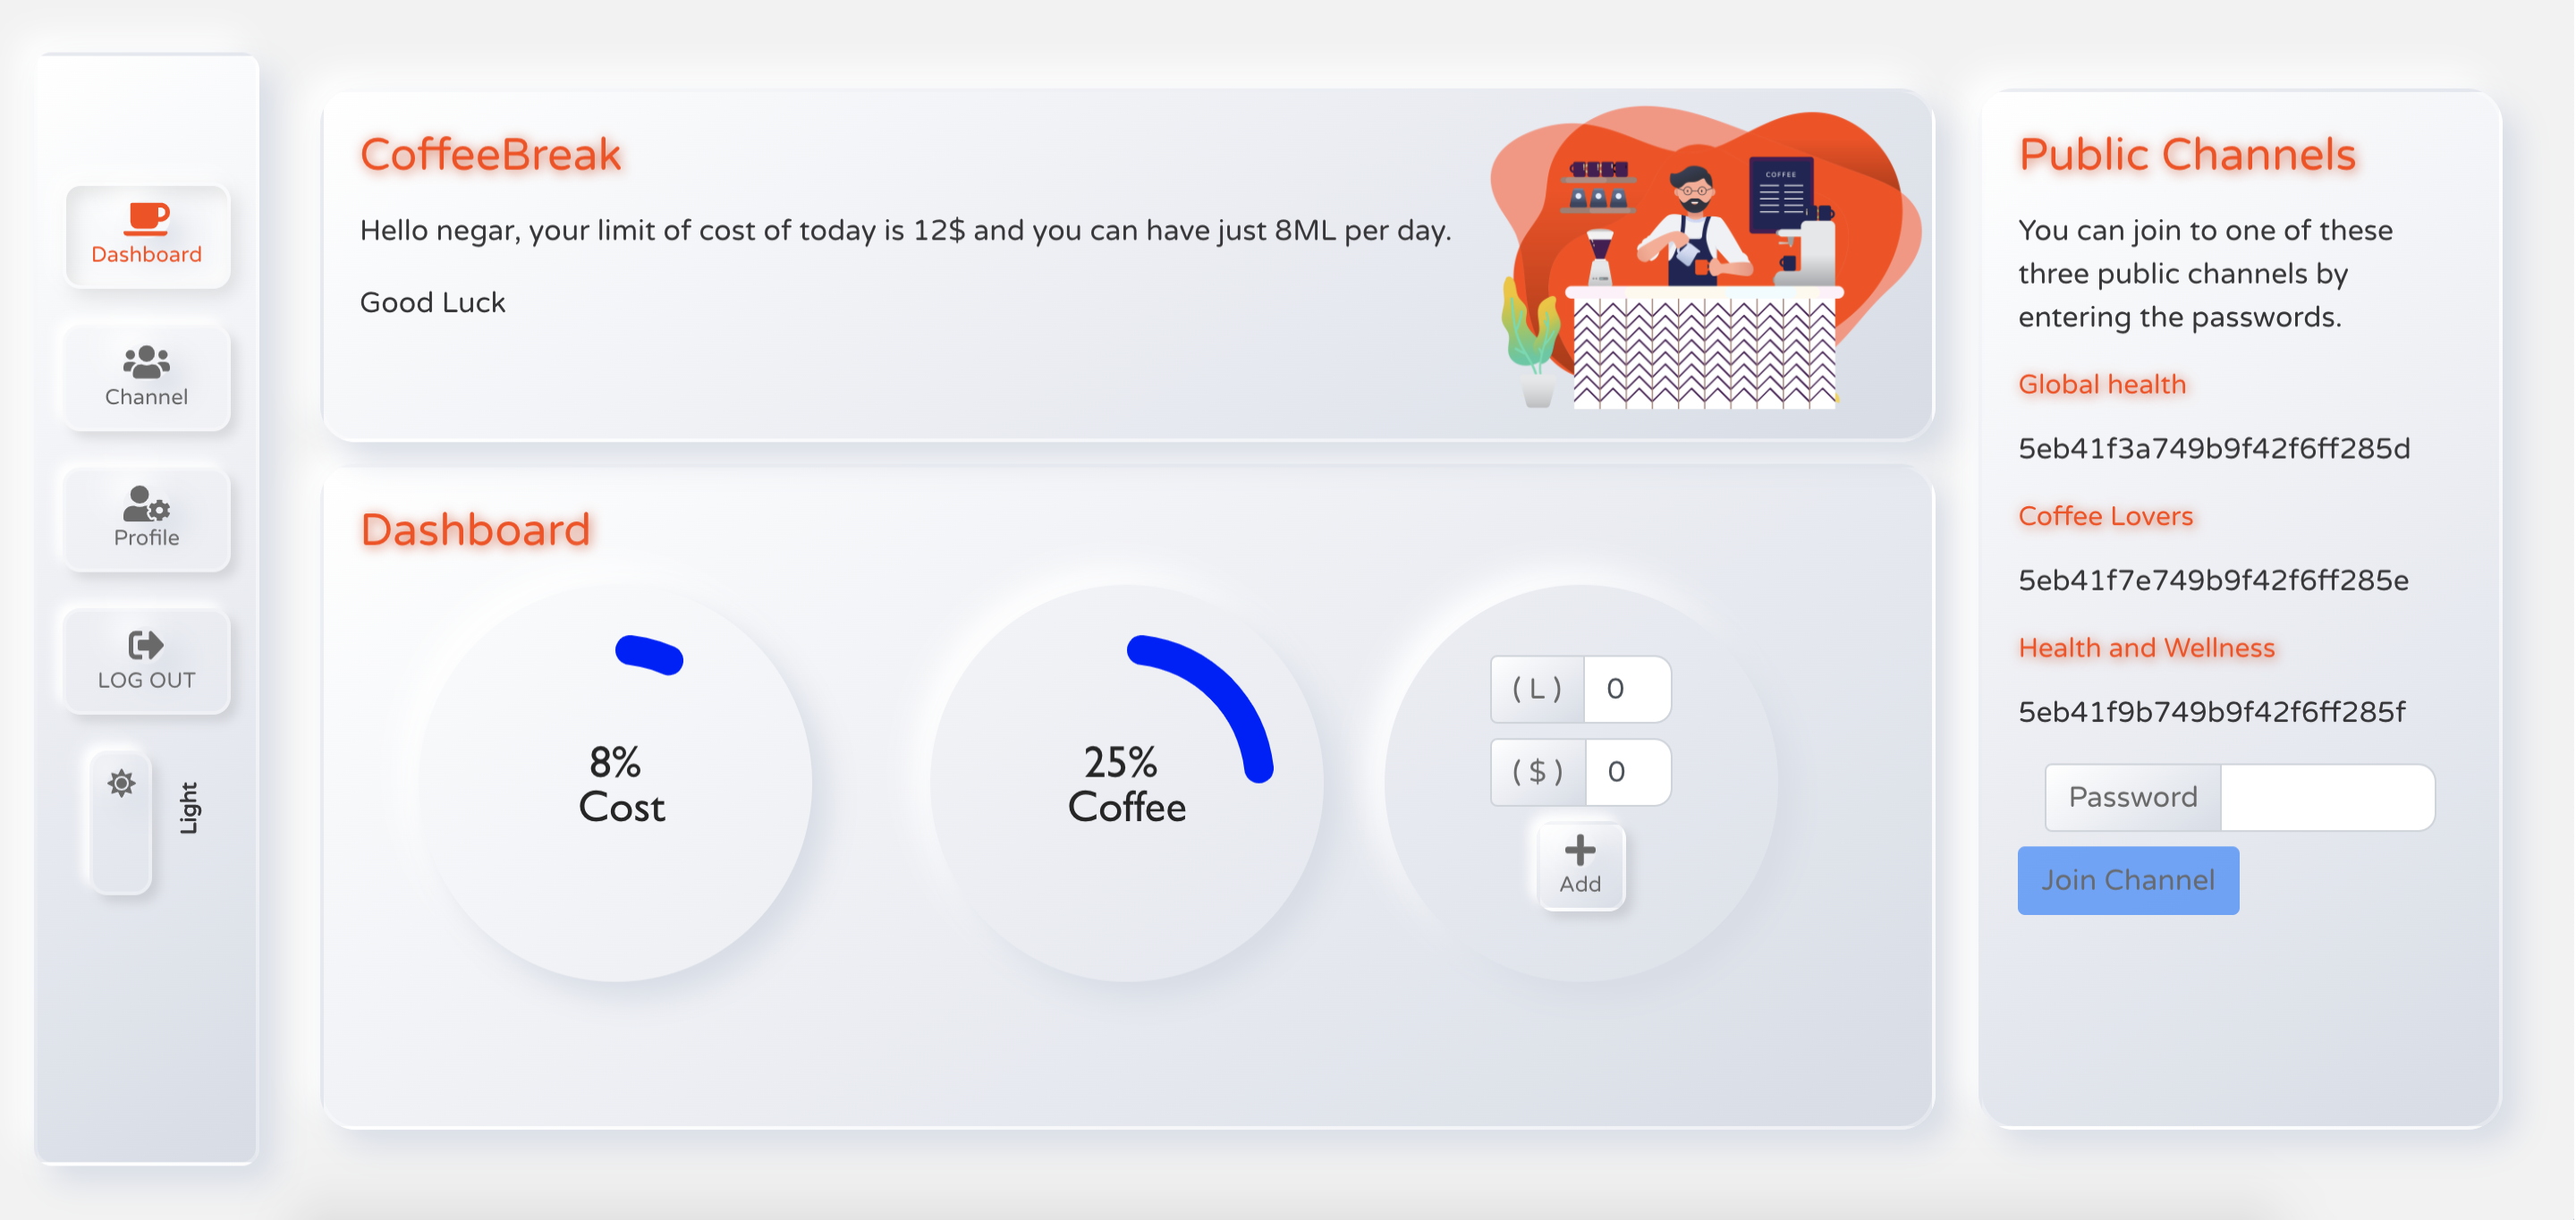 Dashboard
Channel
Profile
LOG OUT
Light
CoffeeBreak
Hello negar, your limit of cost of today is 12$ and you can have just 8ML per day.
Good Luck
COFFEE
Dashboard
8%
Cost
25%
Coffee
( L ) 0
( $ ) 0
Add
Public Channels
You can join to one of these
three public channels by
entering the passwords.
Global health
5eb41f3a749b9f42f6ff285d
Coffee Lovers
5eb41f7e749b9f42f6ff285e
Health and Wellness
5eb41f9b749b9f42f6ff285f
Password
Join Channel